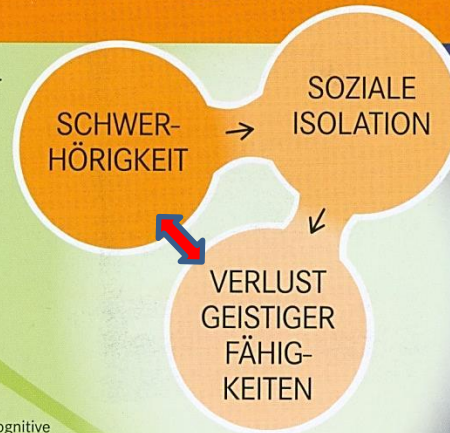 SCHWER-
HÖRIGKEIT
SOZIALE
ISOLATION
VERLUST
GEISTIGER
FÄHIG-
KEITEN
ognitive